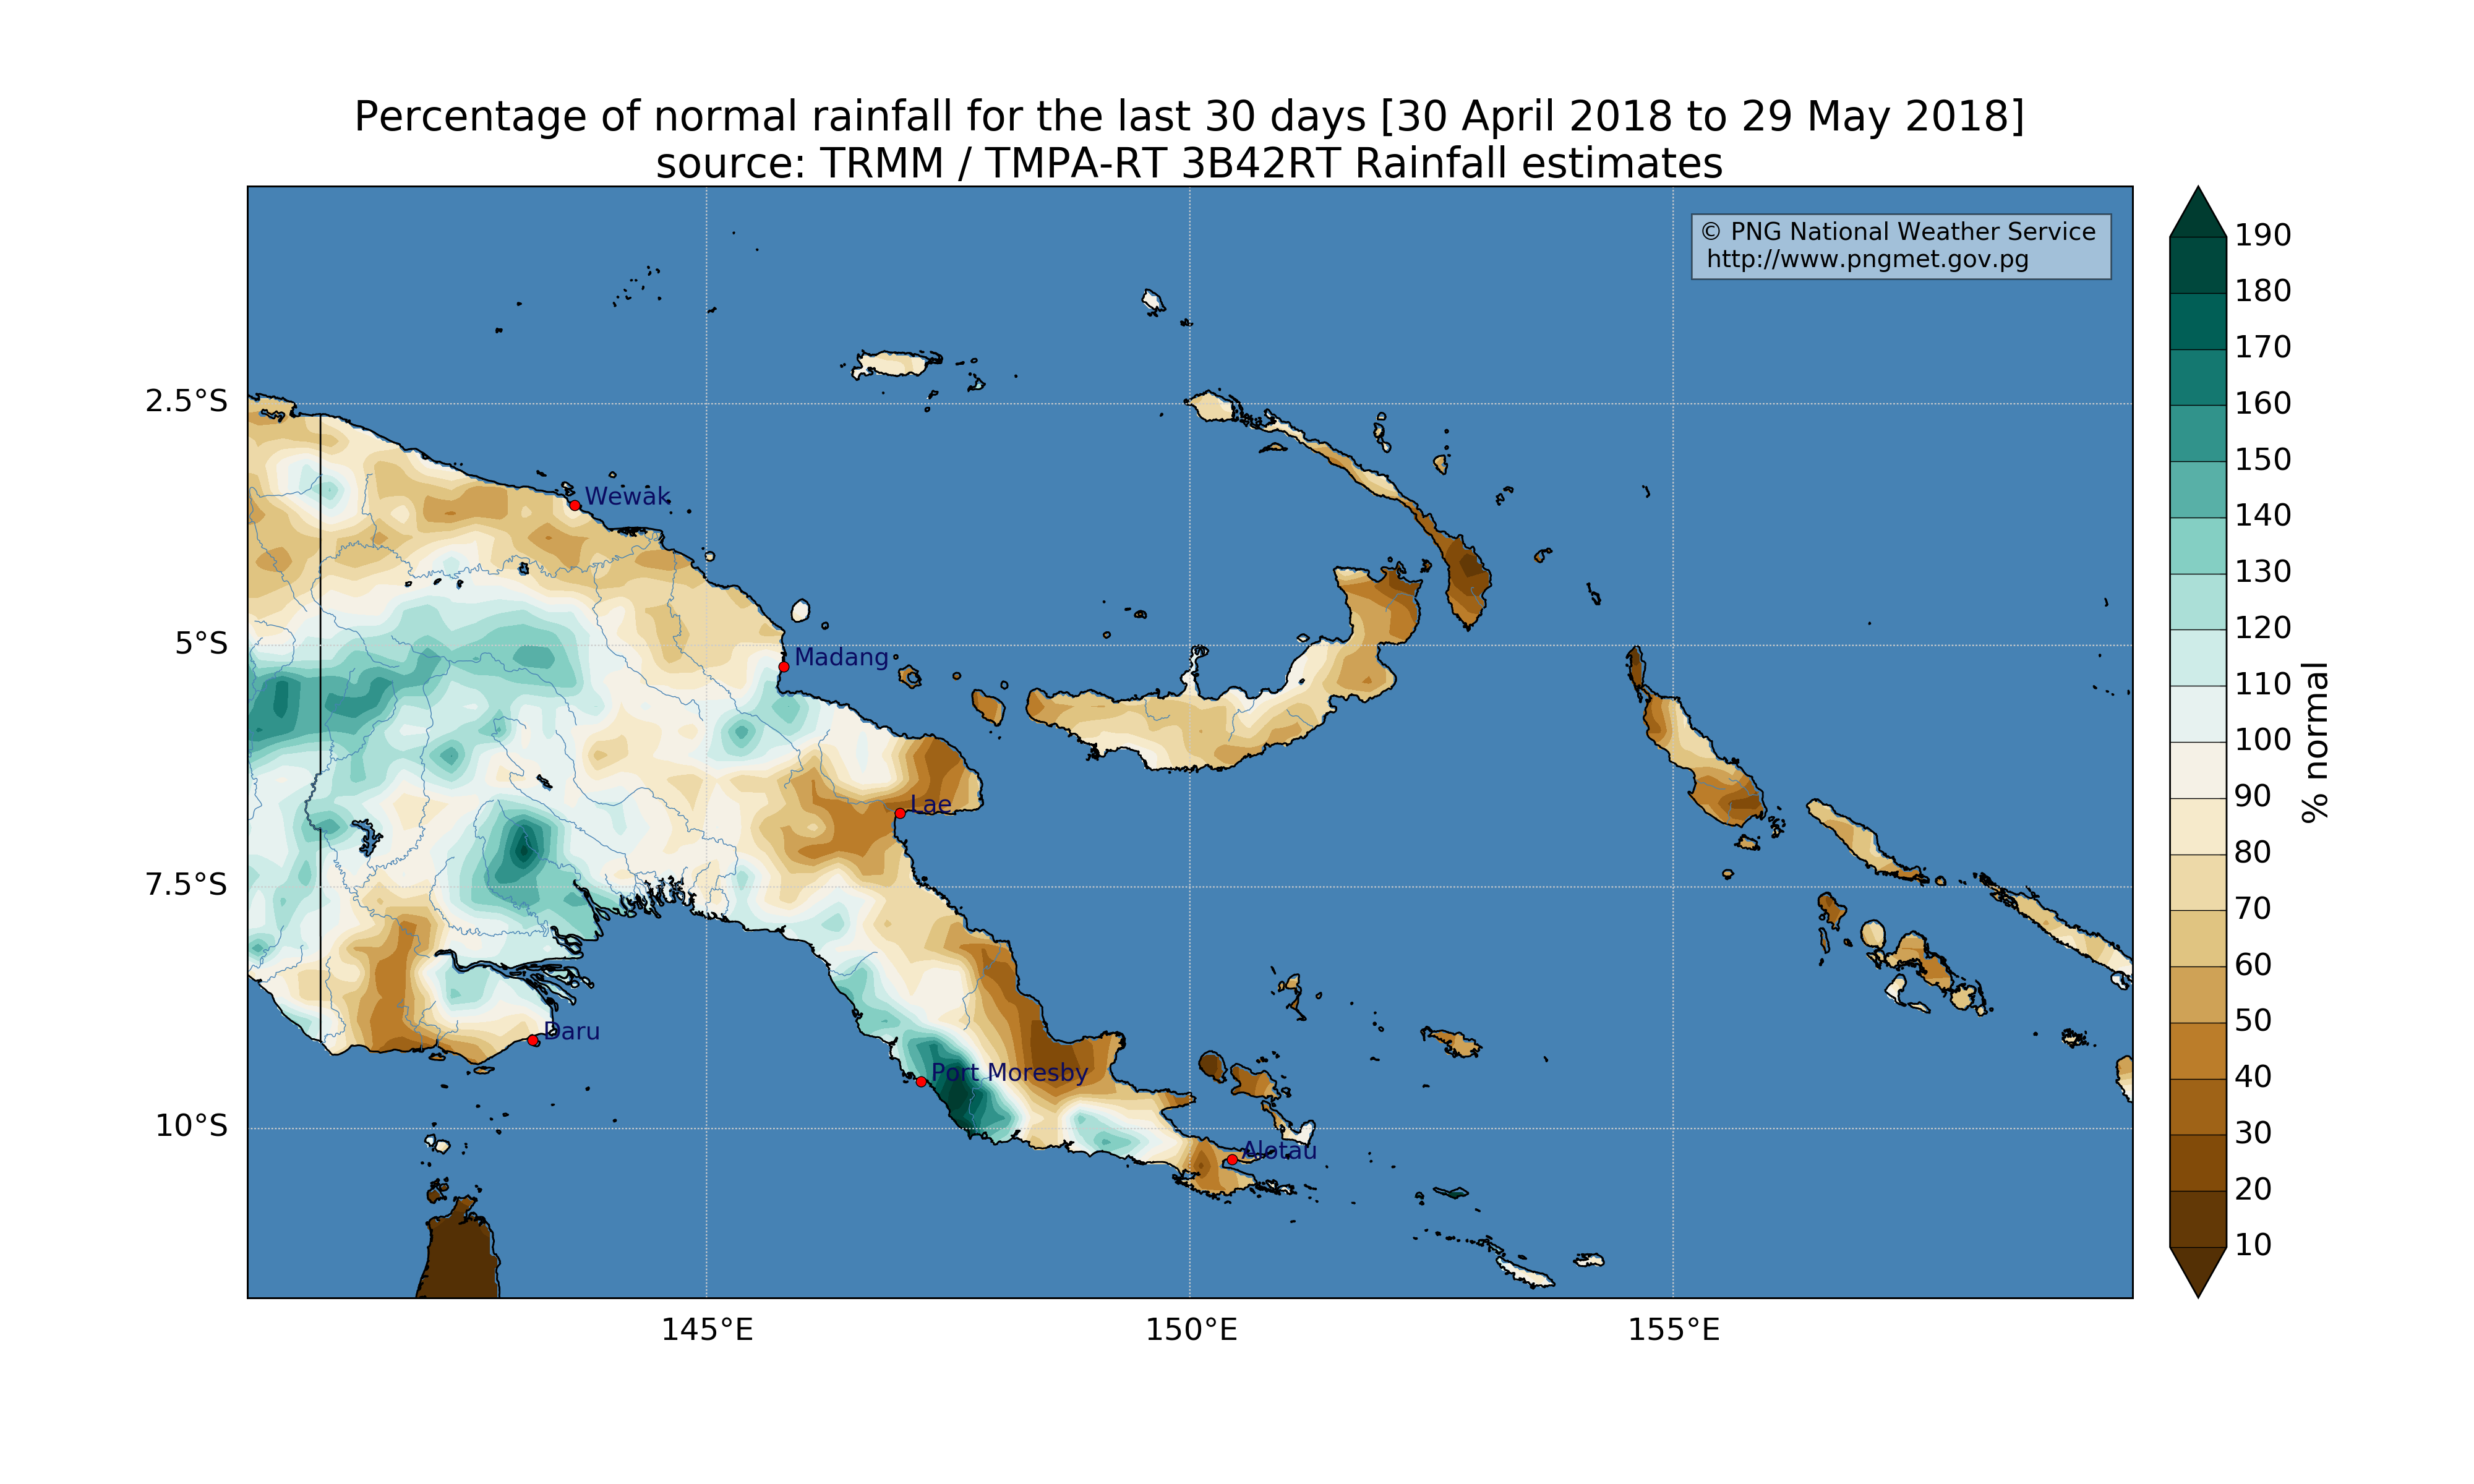 Percentage of normal rainfall for the last 30 days [30 April 2018 to 29 May 2018]
source: TRMM / TMPA-RT 3B42RT Rainfall estimates
© PNG National Weather Service
http://www.pngmet.gov.pg
2.5°S
5°S
7.5°S
10°S
Wewak
Madang
Lae
Daru
Port Moresby
Alotau
145°E
150°E
155°E
190
180
170
160
150
140
130
120
110
100
90
80
70
60
50
40
30
20
10
% normal